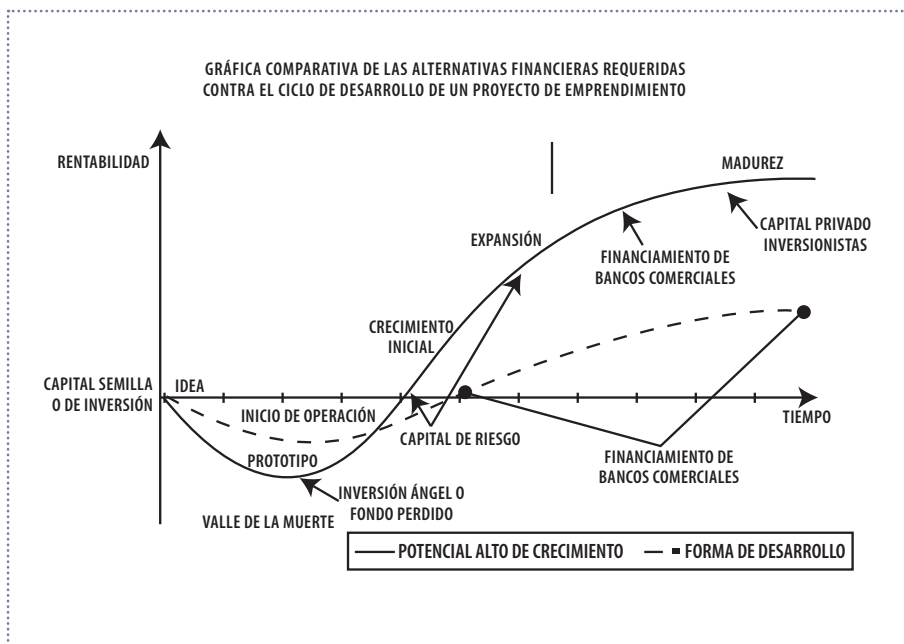 GRÁFICA COMPARATIVA DE LAS ALTERNATIVAS FINANCIERAS REQUERIDAS
CONTRA EL CICLO DE DESARROLLO DE UN PROYECTO DE EMPRENDIMIENTO
RENTABILIDAD
MADUREZ
CAPITAL PRIVADO
INVERSIONISTAS
EXPANSIÓN
FINANCIAMIENTO DE
BANCOS COMERCIALES
CRECIMIENTO
INICIAL
CAPITAL SEMILLA
O DE INVERSIÓN
IDEA
INICIO DE OPERACIÓN
CAPITAL DE RIESGO
TIEMPO
PROTOTIPO
FINANCIAMIENTO DE
BANCOS COMERCIALES
INVERSIÓN ÁNGEL O
FONDO PERDIDO
VALLE DE LA MUERTE
POTENCIAL ALTO DE CRECIMIENTO
FORMA DE DESARROLLO